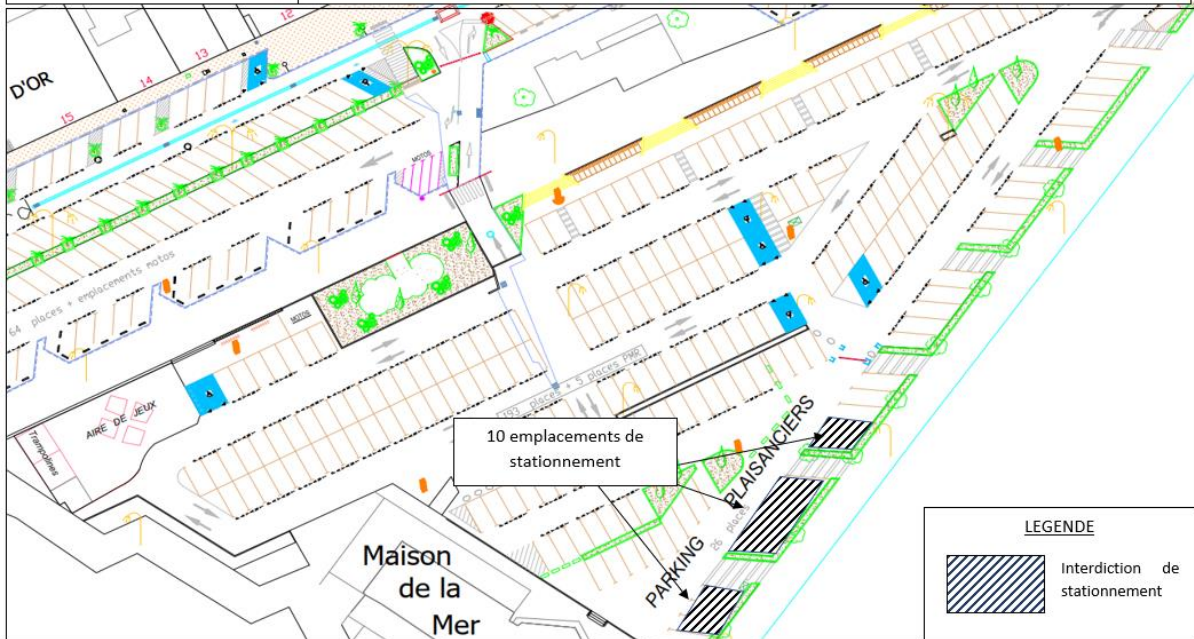 12
13
14
15
D'OR
MOTOS
64 places + emplacements motos
MOTOS
193 places + 5 places PMR
AIRE DE JEUX
Trampolines
10 emplacements de
stationnement
PARKING PLAISANCIERS
26 places
Maison
de la
Mer
LEGENDE
Interdiction de
stationnement